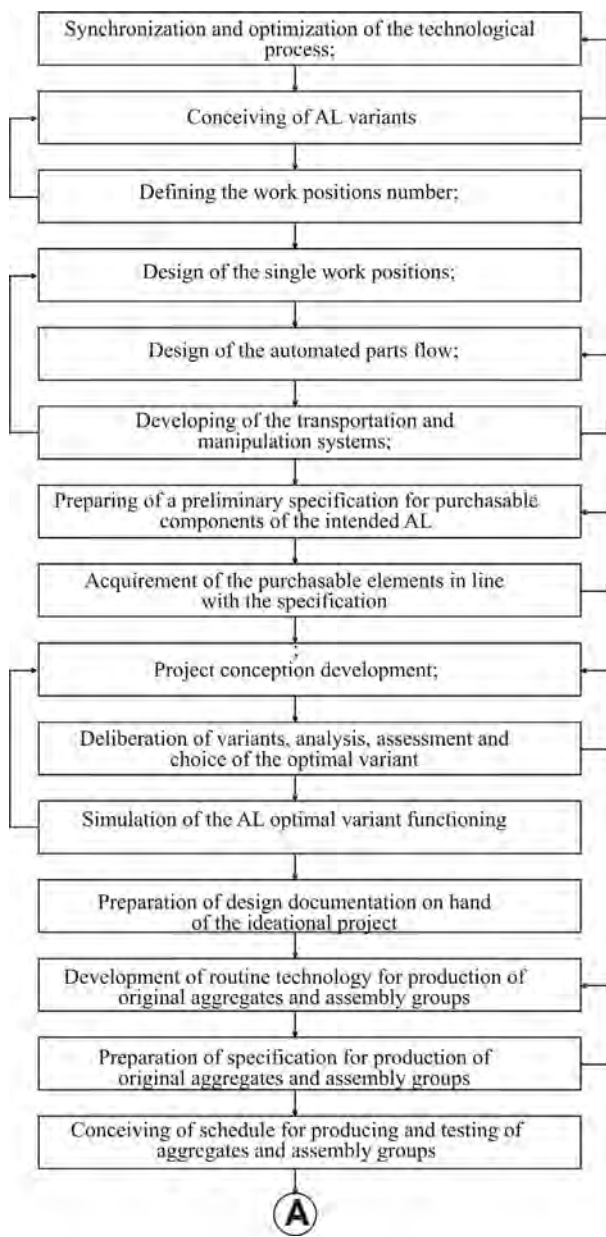 Synchronization and optimization of the technological
process;
Conceiving of AL variants
Defining the work positions number;
Design of the single work positions;
Design of the automated parts flow;
Developing of the transportation and
manipulation systems;
Preparing of a preliminary specification for purchasable
components of the intended AL
Acquirement of the purchasable elements in line
with the specification
;
Project conception development;
Deliberation of variants, analysis, assessment and
choice of the optimal variant
Simulation of the AL optimal variant functioning
Preparation of design documentation on hand
of the ideational project
Development of routine technology for production of
original aggregates and assembly groups
Preparation of specification for production of
original aggregates and assembly groups
Conceiving of schedule for producing and testing of
aggregates and assembly groups
A